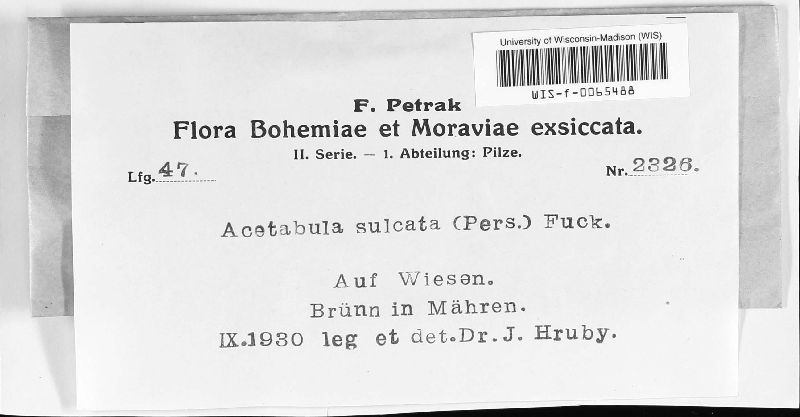 University of Wisconsin-Madison (WIS)
WIS-f-0065488
F. Petrak
Flora Bohemiae et Moraviae exsiccata.
II. Serie. — 1. Abteilung: Pilze.
Lfg. 47.
Nr. 2326.
Acetabula sulcata (Pers.) Fuck.
Auf Wiesen.
Brünn in Mähren.
IX.1930 leg et det.Dr.J. Hruby.